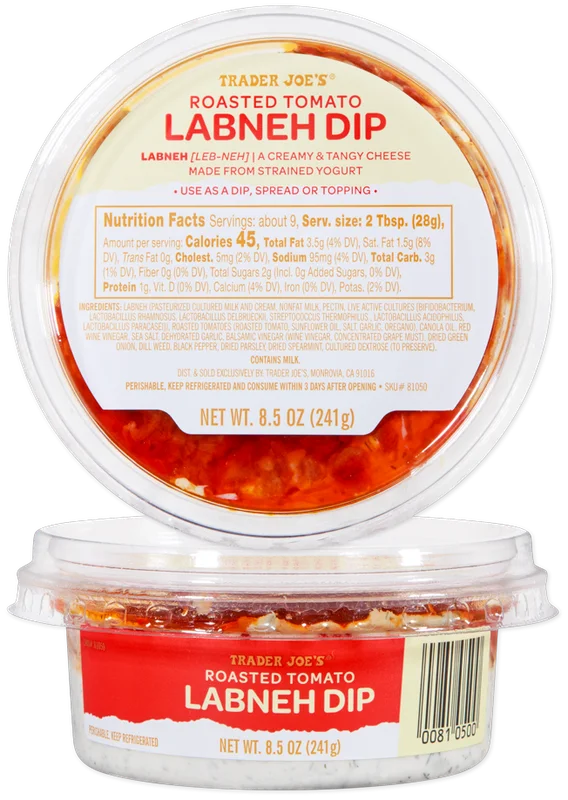 TRADER JOE'S®
ROASTED TOMATO
LABNEH DIP
LABNEH [LEB-NEH] | A CREAMY & TANGY CHEESE
MADE FROM STRAINED YOGURT
• USE AS A DIP, SPREAD OR TOPPING •
Nutrition Facts Servings: about 9, Serv. size: 2 Tbsp. (28g),
Amount per serving: Calories 45, Total Fat 3.5g (4% DV), Sat. Fat 1.5g (8%
DV), Trans Fat 0g, Cholest. 5mg (2% DV), Sodium 95mg (4% DV), Total Carb. 3g
(1% DV), Fiber 0g (0% DV), Total Sugars 2g (Incl. 0g Added Sugars, 0% DV),
Protein 1g, Vit. D (0% DV), Calcium (4% DV), Iron (0% DV), Potas. (2% DV).
INGREDIENTS: LABNEH (PASTEURIZED CULTURED MILK AND CREAM, NONFAT MILK, PECTIN, LIVE ACTIVE CULTURES [BIFIDOBACTERIUM,
LACTOBACILLUS RHAMNOSUS, LACTOBACILLUS DELBRUECKII, STREPTOCOCCUS THERMOPHILUS, LACTOBACILLUS ACIDOPHILUS,
LACTOBACILLUS PARACASEI]), ROASTED TOMATOES (ROASTED TOMATO, SUNFLOWER OIL, SALT, GARLIC, OREGANO), CANOLA OIL, RED
WINE VINEGAR, SEA SALT, DEHYDRATED GARLIC, BALSAMIC VINEGAR (WINE VINEGAR, CONCENTRATED GRAPE MUST), DRIED GREEN
ONION, DILL WEED, BLACK PEPPER, DRIED PARSLEY, DRIED SPEARMINT, CULTURED DEXTROSE (TO PRESERVE).
CONTAINS MILK.
DIST. & SOLD EXCLUSIVELY BY: TRADER JOE'S, MONROVIA, CA 91016
PERISHABLE, KEEP REFRIGERATED AND CONSUME WITHIN 3 DAYS AFTER OPENING • SKU# 81050
NET WT. 8.5 OZ (241g)
TRADER JOE'S®
ROASTED TOMATO
LABNEH DIP
PERISHABLE, KEEP REFRIGERATED
NET WT. 8.5 OZ (241g)
0081 0500